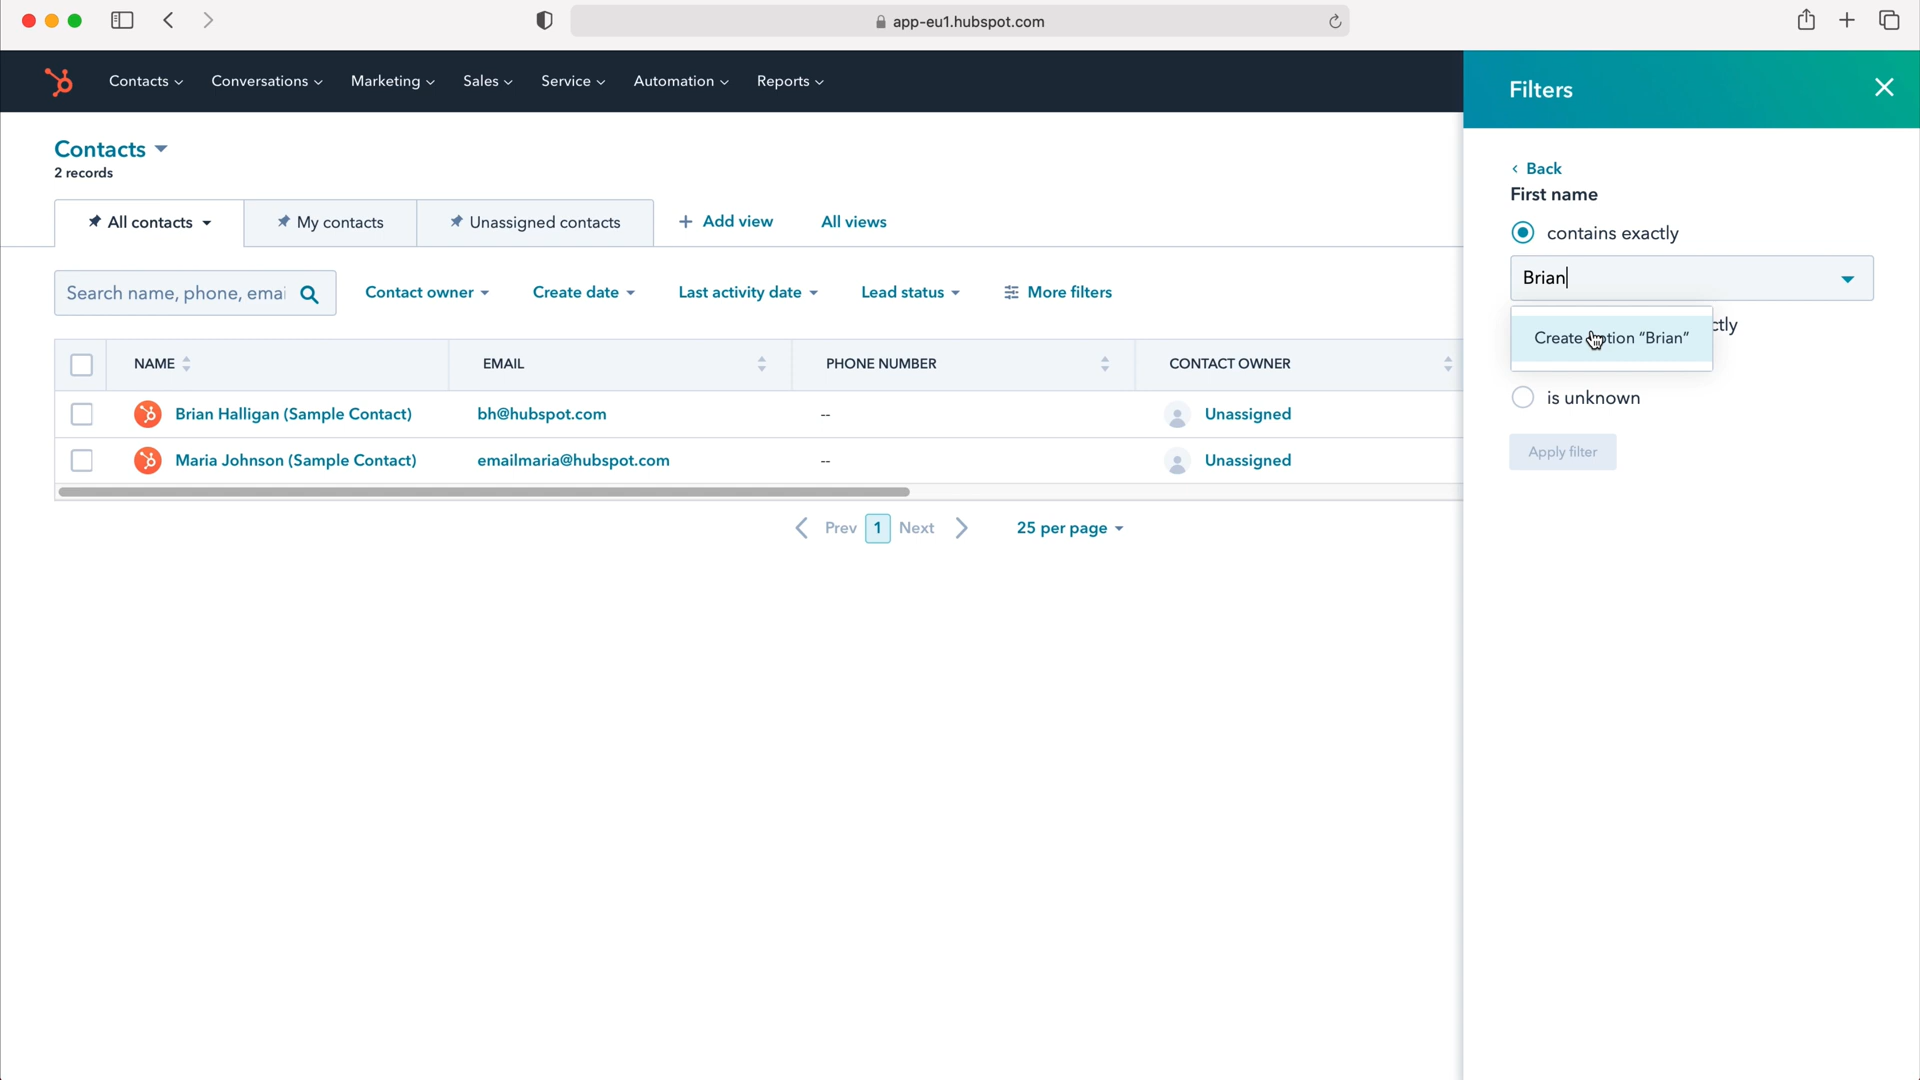 app-eu1.hubspot.com
Contacts Conversations Marketing Sales Service Automation Reports
Contacts
2 records
All contacts My contacts Unassigned contacts + Add view All views
Search name, phone, emai Contact owner Create date Last activity date Lead status More filters
NAME EMAIL PHONE NUMBER CONTACT OWNER
Brian Halligan (Sample Contact) bh@hubspot.com -- Unassigned
Maria Johnson (Sample Contact) emailmaria@hubspot.com -- Unassigned
Prev 1 Next 25 per page
Filters
Back
First name
contains exactly
Brian
Create “Brian”
is unknown
Apply filter